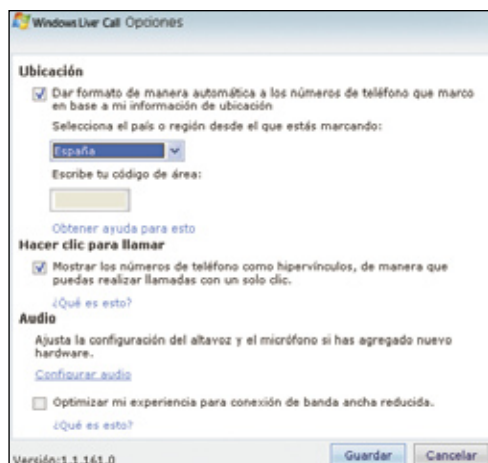 Windows Live Call Opciones
Ubicación
Dar formato de manera automática a los números de teléfono que marco
en base a mi información de ubicación
Selecciona el país o región desde el que estás marcando:
España
Escribe tu código de área:
Obtener ayuda para esto
Hacer clic para llamar
Mostrar los números de teléfono como hipervínculos, de manera que
puedas realizar llamadas con un solo clic.
¿Qué es esto?
Audio
Ajusta la configuración del altavoz y el micrófono si has agregado nuevo
hardware.
Configurar audio
Optimizar mi experiencia para conexión de banda ancha reducida.
¿Qué es esto?
Versión:1.1.161.0
Guardar
Cancelar